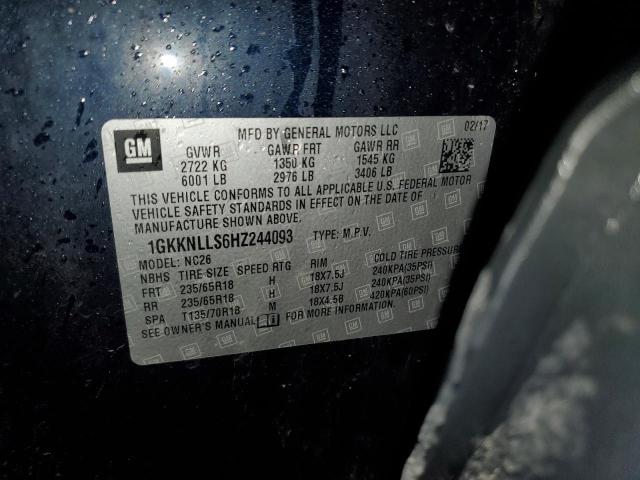 MFD BY GENERAL MOTORS LLC 02/17
GM
GVWR GAWR FRT GAWR RR
2722 KG 1350 KG 1545 KG
6001 LB 2976 LB 3406 LB
THIS VEHICLE CONFORMS TO ALL APPLICABLE U.S. FEDERAL MOTOR
VEHICLE SAFETY STANDARDS IN EFFECT ON THE DATE OF
MANUFACTURE SHOWN ABOVE.
1GKKNLLS6HZ244093 TYPE: M.P.V.
MODEL: NC26
NBHS TIRE SIZE SPEED RTG RIM COLD TIRE PRESSURE
FRT 235/65R18 H 18X7.5J 240KPA(35PSI)
RR 235/65R18 H 18X7.5J 240KPA(35PSI)
SPA T135/70R18 M 18X4.5B 420KPA(60PSI)
SEE OWNER'S MANUAL FOR MORE INFORMATION.